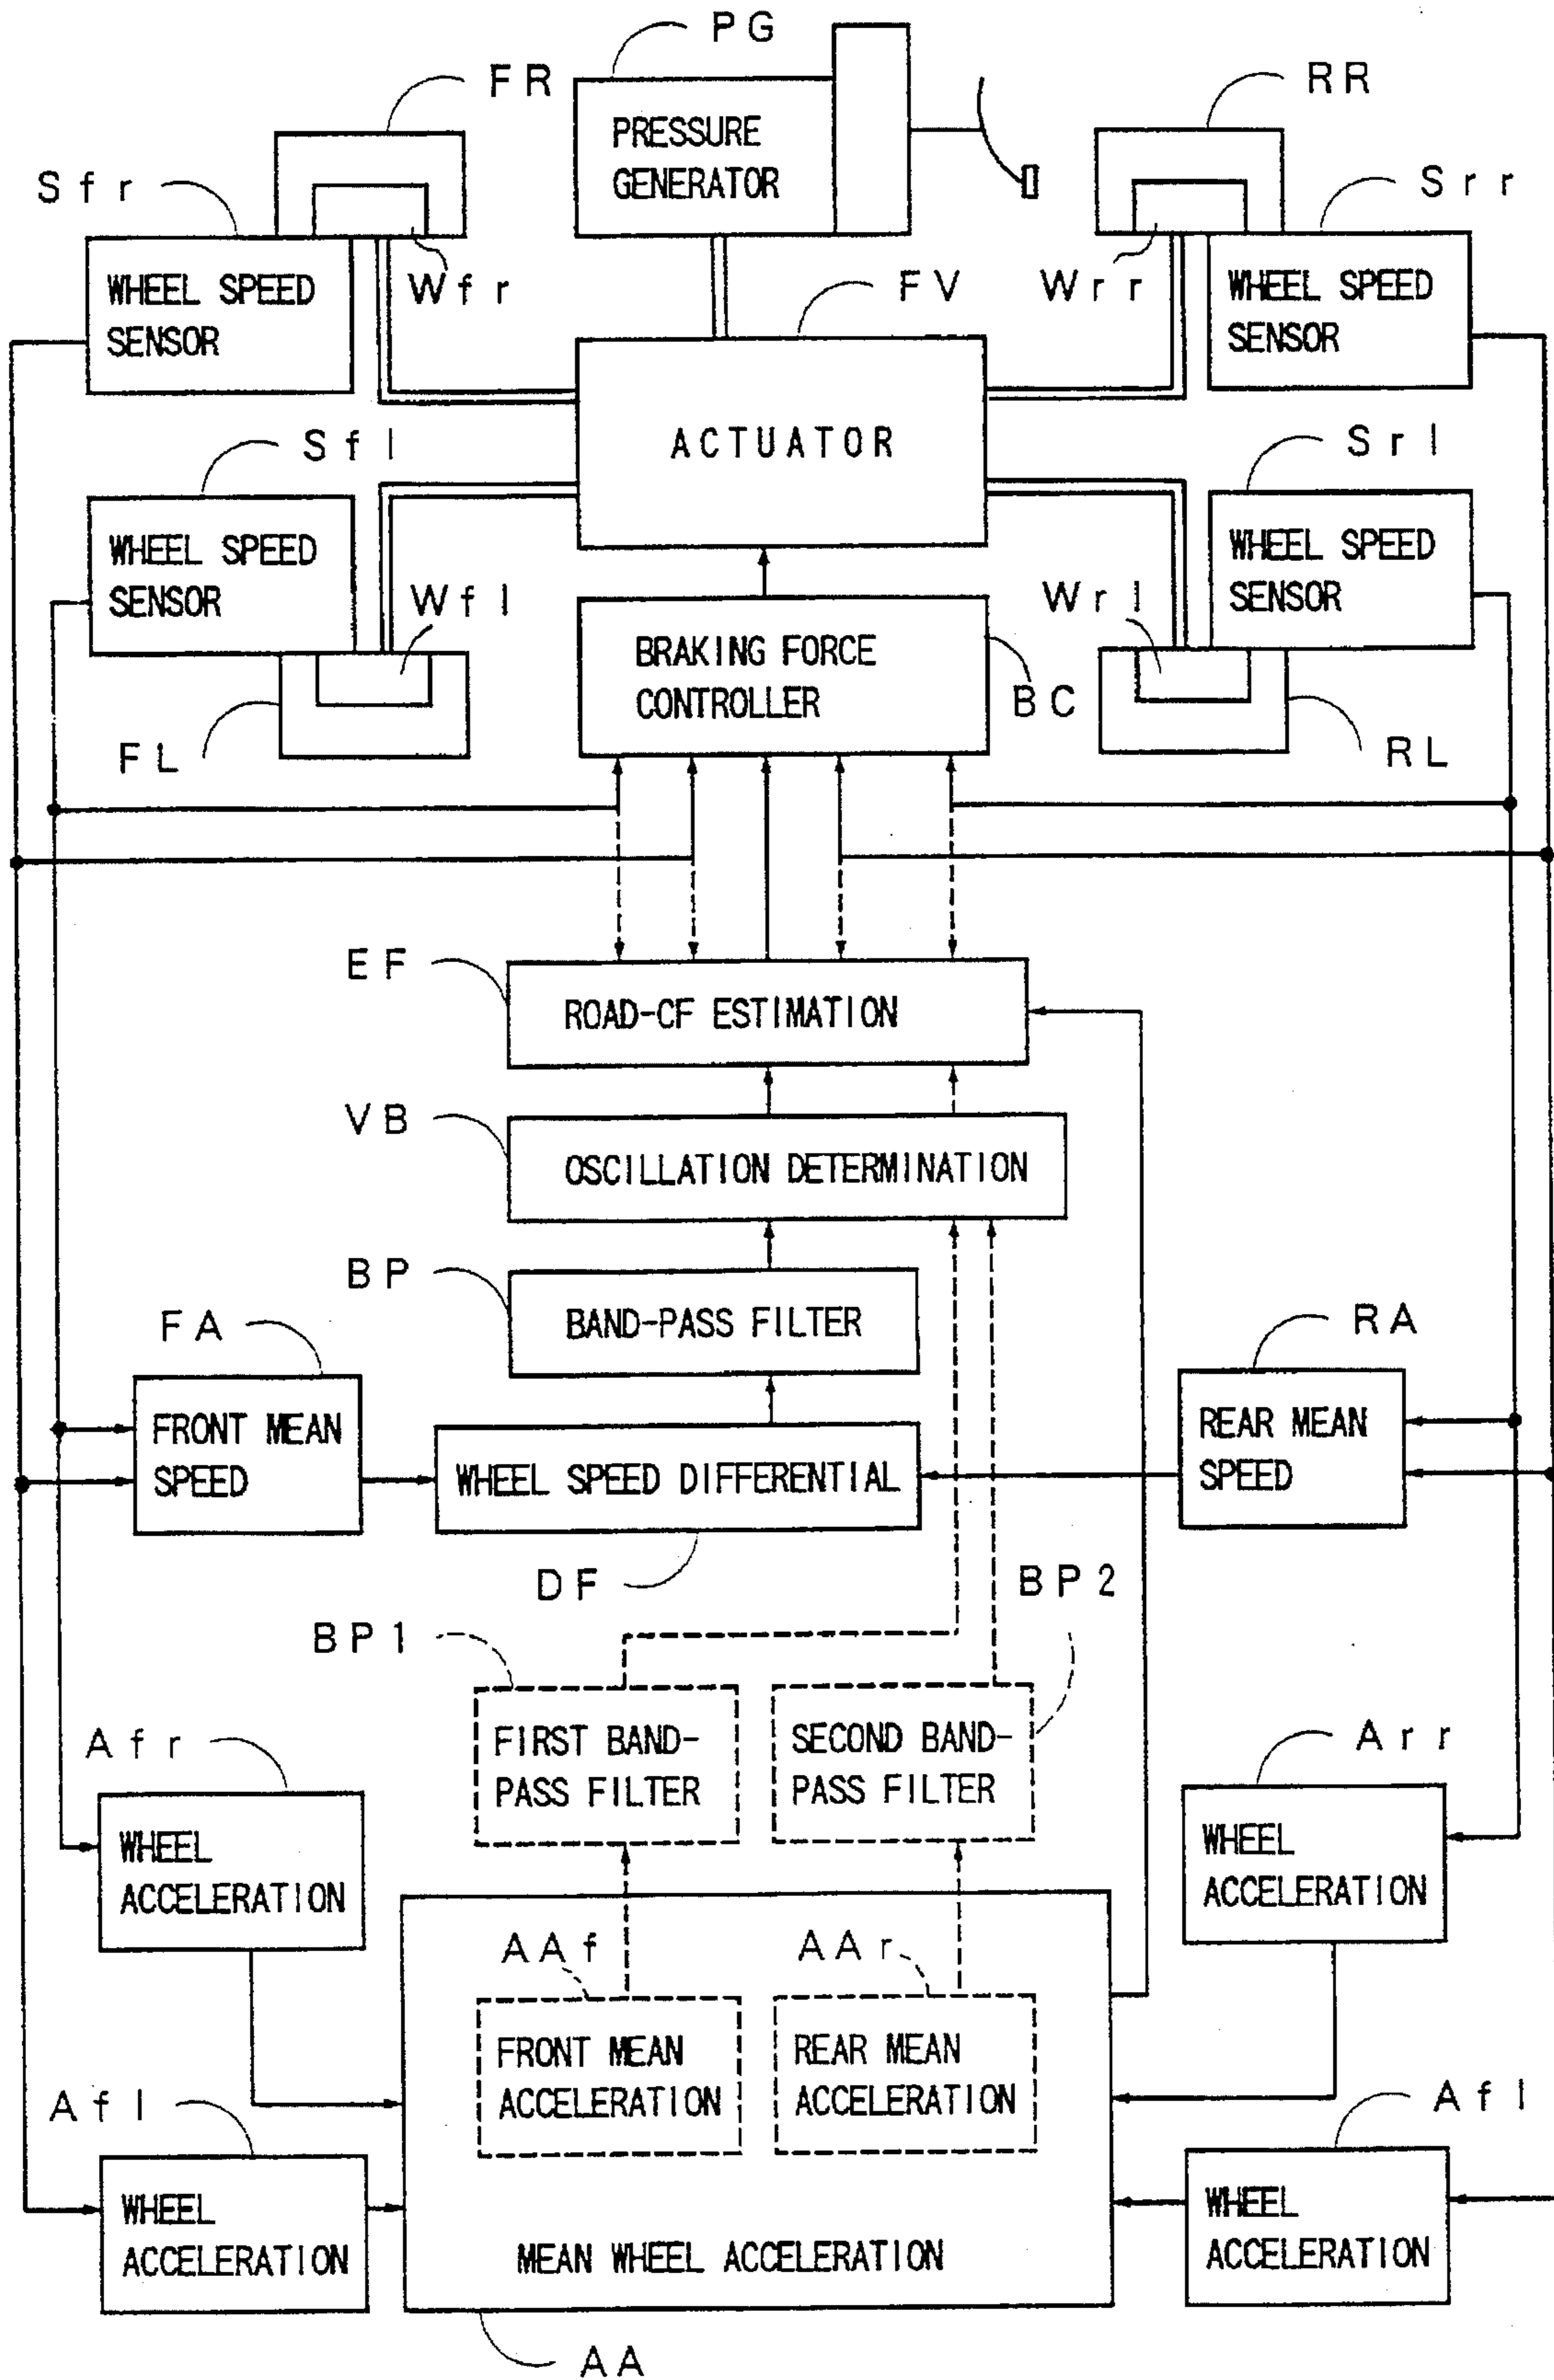 PG
FR
RR
PRESSURE
GENERATOR
Sfr
Srr
WHEEL SPEED
SENSOR
Wfr
FV
Wrr
WHEEL SPEED
SENSOR
ACTUATOR
Sfl
Srl
WHEEL SPEED
SENSOR
Wfl
Wrl
WHEEL SPEED
SENSOR
BRAKING FORCE
CONTROLLER
BC
FL
RL
EF
ROAD-CF ESTIMATION
VB
OSCILLATION DETERMINATION
BP
BAND-PASS FILTER
FA
RA
FRONT MEAN
SPEED
WHEEL SPEED DIFFERENTIAL
REAR MEAN
SPEED
DF
BP2
BP1
FIRST BAND-
PASS FILTER
SECOND BAND-
PASS FILTER
Afr
Arr
WHEEL
ACCELERATION
WHEEL
ACCELERATION
AAf
AAr
FRONT MEAN
ACCELERATION
REAR MEAN
ACCELERATION
Afl
Afl
WHEEL
ACCELERATION
WHEEL
ACCELERATION
MEAN WHEEL ACCELERATION
AA